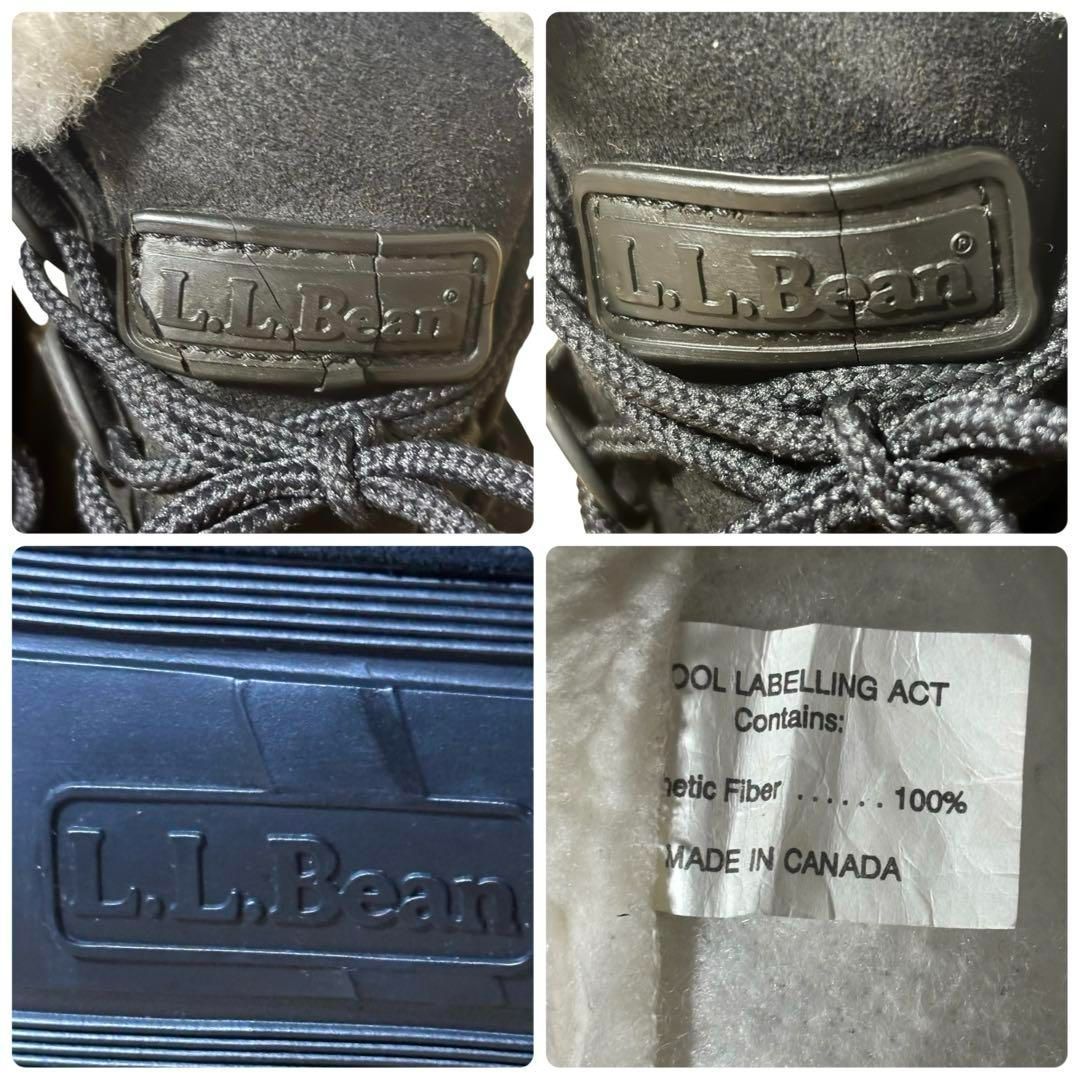 L.L.Bean®
L.L.Bean®
L.L.Bean
OOL LABELLING ACT
Contains:
hetic Fiber ...... 100%
MADE IN CANADA